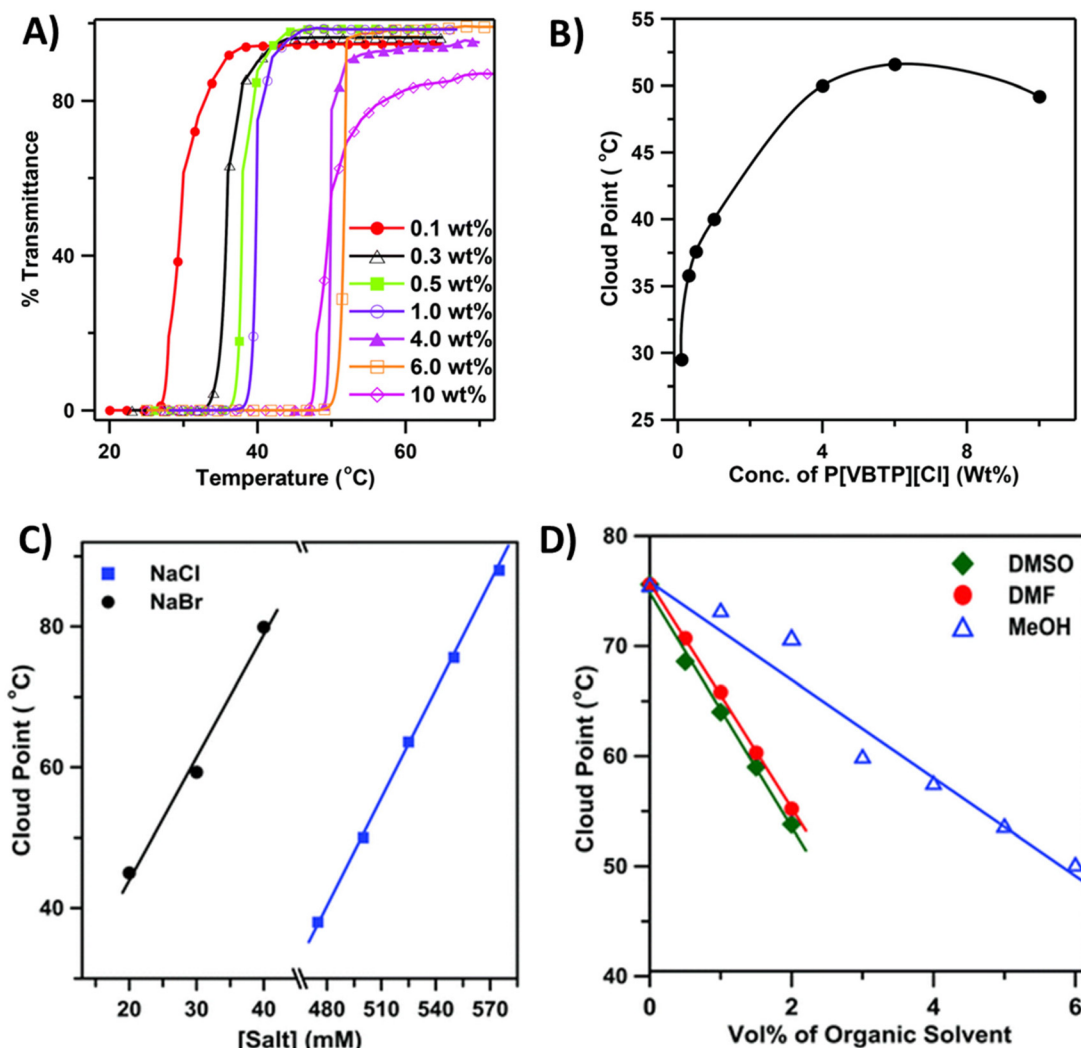 A)
80
40
0
% Transmittance
20
40
60
Temperature (°C)
0.1 wt%
0.3 wt%
0.5 wt%
1.0 wt%
4.0 wt%
6.0 wt%
10 wt%
B)
55
50
45
40
35
30
25
Cloud Point (°C)
0
4
8
Conc. of P[VBTP][Cl] (Wt%)
C)
NaCl
NaBr
80
60
40
Cloud Point (°C)
20
30
40
480
510
540
570
[Salt] (mM)
D)
DMSO
DMF
MeOH
80
70
60
50
40
Cloud Point (°C)
0
2
4
6
Vol% of Organic Solvent